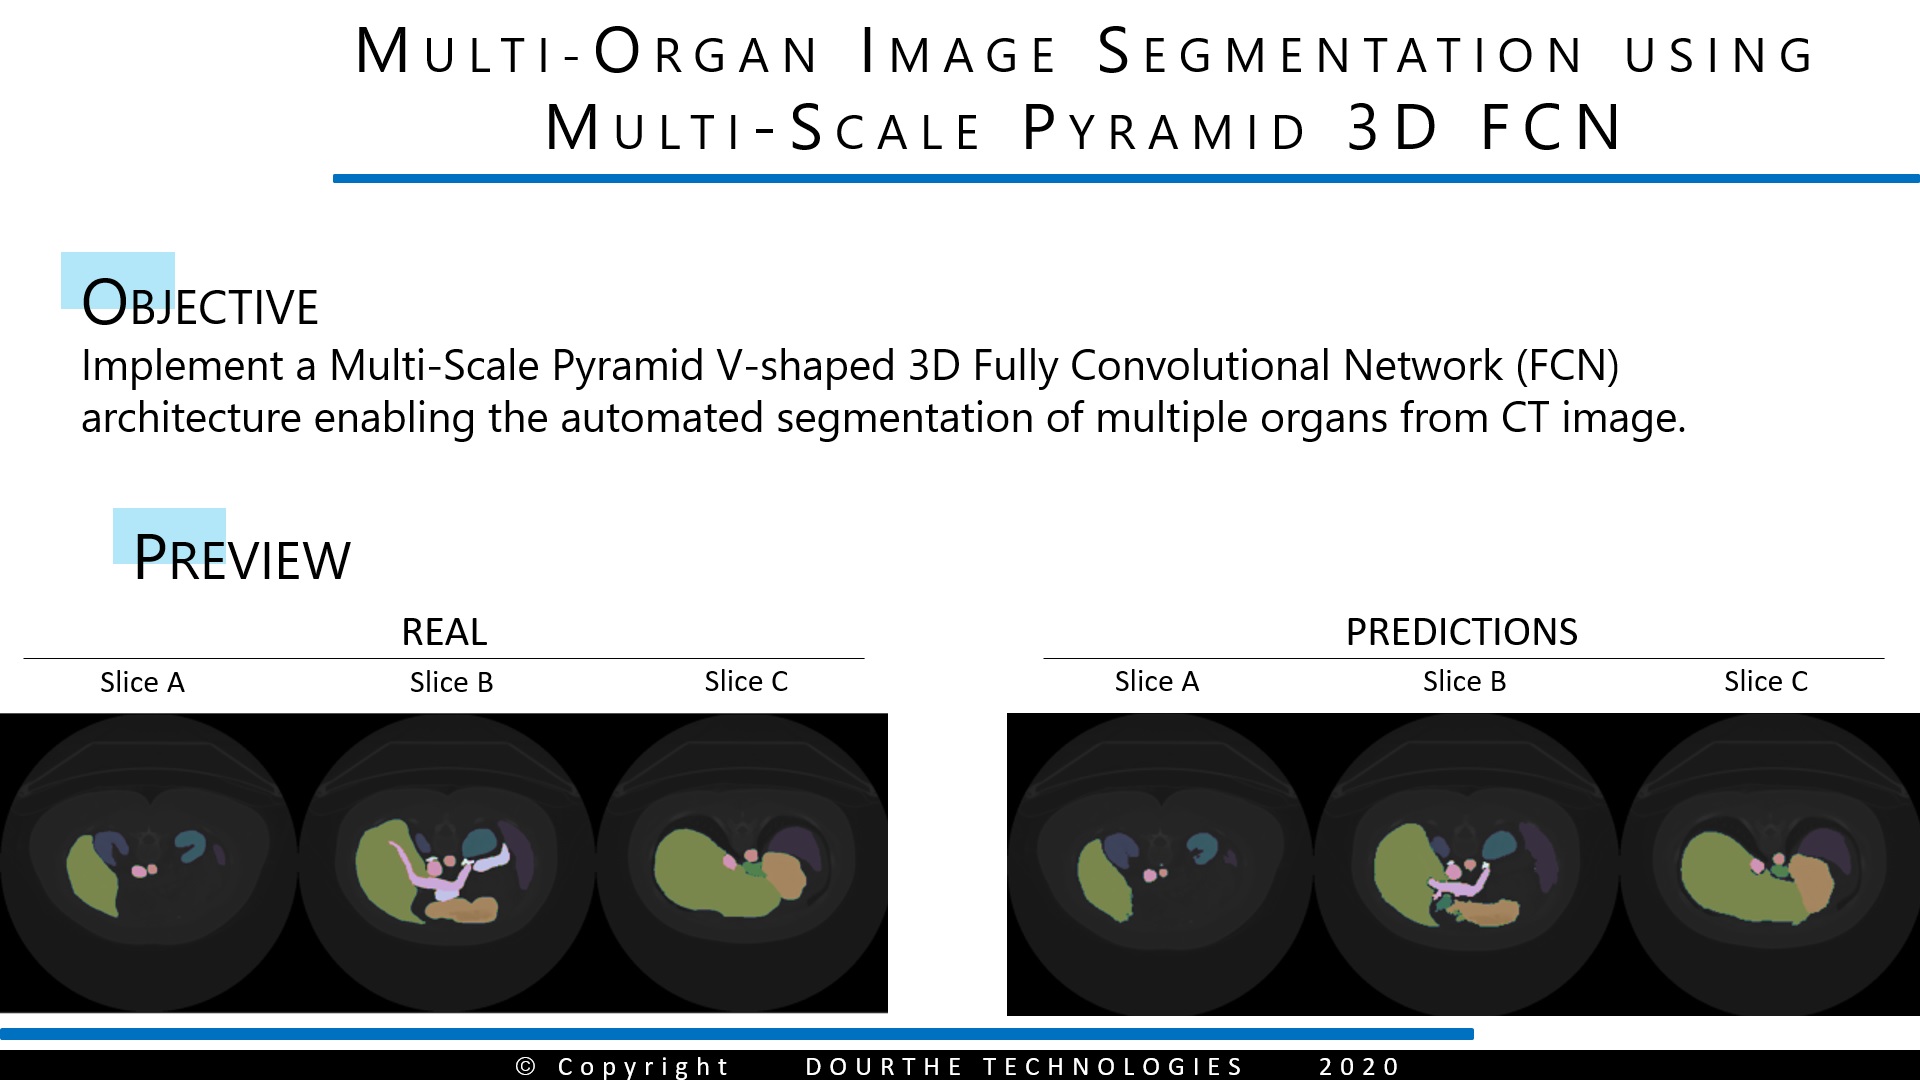 Multi-Organ Image Segmentation using
Multi-Scale Pyramid 3D FCN
Objective
Implement a Multi-Scale Pyramid V-shaped 3D Fully Convolutional Network (FCN)
architecture enabling the automated segmentation of multiple organs from CT image.
Preview
REAL
Slice A Slice B Slice C
PREDICTIONS
Slice A Slice B Slice C
© Copyright DOURTHE TECHNOLOGIES 2020